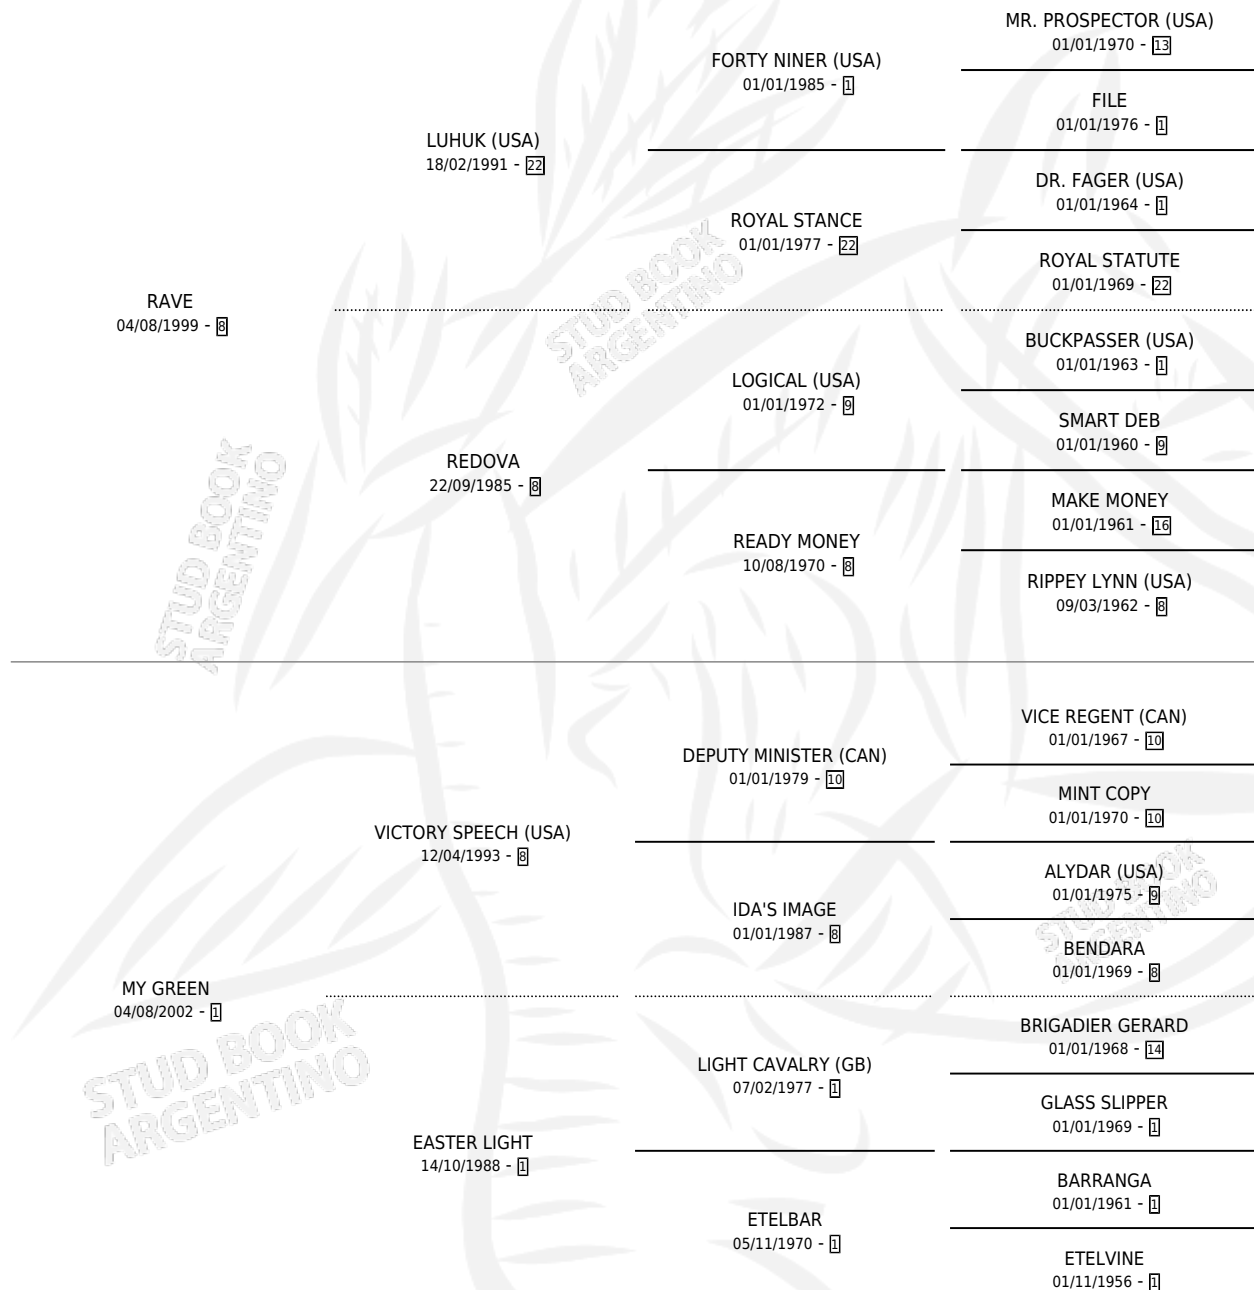 MR. PROSPECTOR (USA)
01/01/1970 - 13
FORTY NINER (USA)
01/01/1985 - 1
FILE
01/01/1976 - 1
LUHUK (USA)
18/02/1991 - 22
DR. FAGER (USA)
01/01/1964 - 1
ROYAL STANCE
01/01/1977 - 22
ROYAL STATUTE
01/01/1969 - 22
RAVE
04/08/1999 - 8
BUCKPASSER (USA)
01/01/1963 - 1
LOGICAL (USA)
01/01/1972 - 9
SMART DEB
01/01/1960 - 9
REDOVA
22/09/1985 - 8
MAKE MONEY
01/01/1961 - 16
READY MONEY
10/08/1970 - 8
RIPPEY LYNN (USA)
09/03/1962 - 8
VICE REGENT (CAN)
01/01/1967 - 10
DEPUTY MINISTER (CAN)
01/01/1979 - 10
MINT COPY
01/01/1970 - 10
VICTORY SPEECH (USA)
12/04/1993 - 8
ALYDAR (USA)
01/01/1975 - 9
IDA'S IMAGE
01/01/1987 - 8
BENDARA
01/01/1969 - 8
MY GREEN
04/08/2002 - 1
BRIGADIER GERARD
01/01/1968 - 14
LIGHT CAVALRY (GB)
07/02/1977 - 1
GLASS SLIPPER
01/01/1969 - 1
EASTER LIGHT
14/10/1988 - 1
BARRANGA
01/01/1961 - 1
ETELBAR
05/11/1970 - 1
ETELVINE
01/11/1956 - 1
STUD BOOK
ARGENTINO
STUD BOOK
ARGENTINO
STUD BOOK
ARGENTINO
STUD BOOK
ARGENTINO